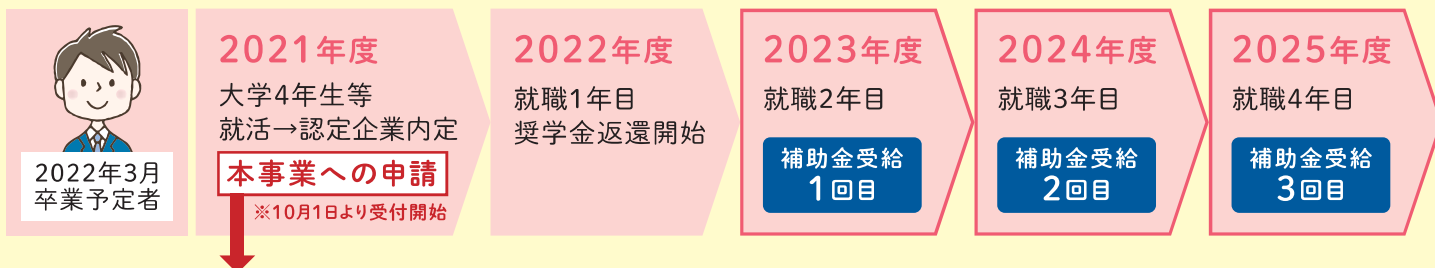 2022年3月
卒業予定者
2021年度
大学4年生等
就活→認定企業内定
本事業への申請
※10月1日より受付開始
2022年度
就職1年目
奨学金返還開始
2023年度
就職2年目
補助金受給
1回目
2024年度
就職3年目
補助金受給
2回目
2025年度
就職4年目
補助金受給
3回目